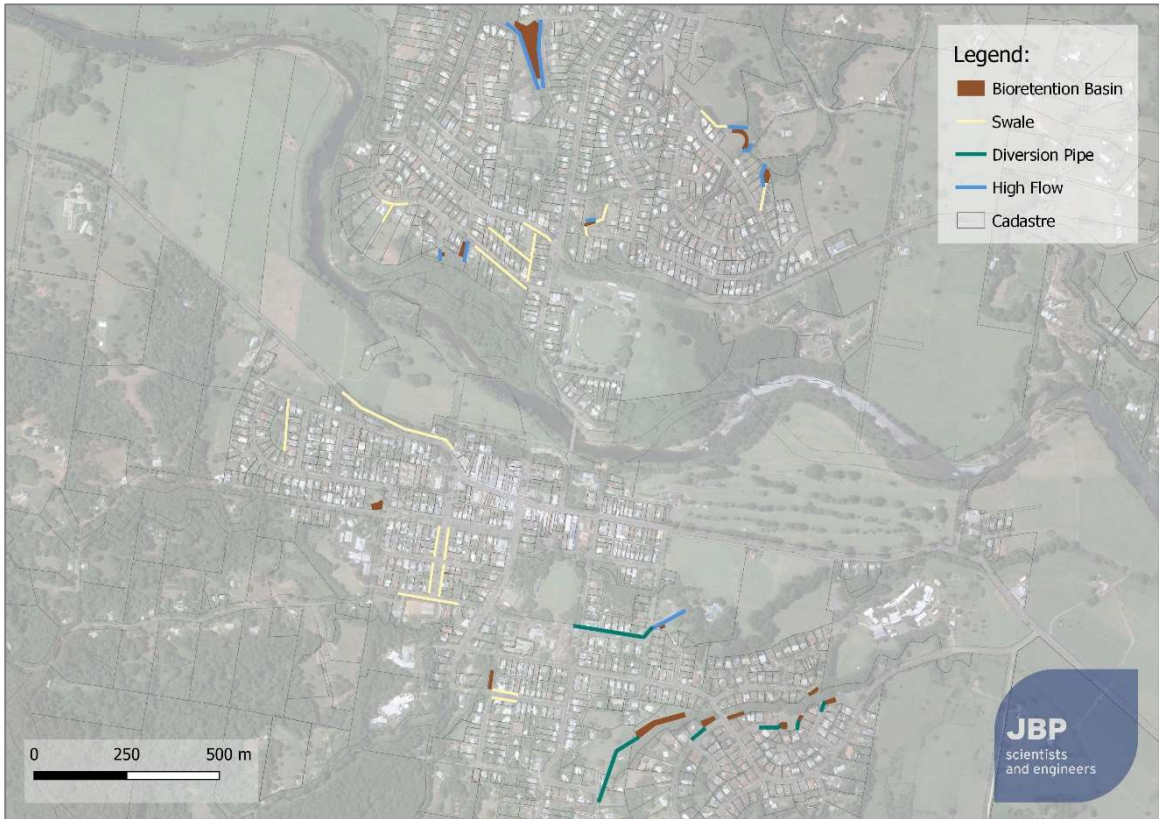 Legend:
Bioretention Basin
Swale
Diversion Pipe
High Flow
Cadastre
0 250 500 m
JBP
scientists
and engineers